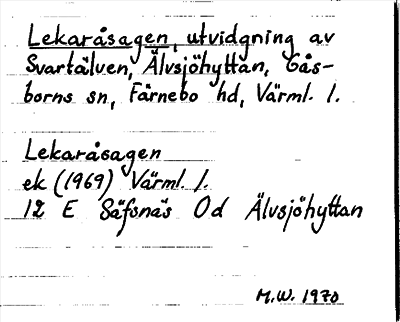 Lekaråsagen, utvidgning av
Svartälven, Älvsjöhyttan, Gås-
borns sn, Färnebo hd, Värml. l.
Lekaråsagen
ek (1969) Värml. l.
12 E Säfsnäs Od Älvsjöhyttan
M.W. 1970